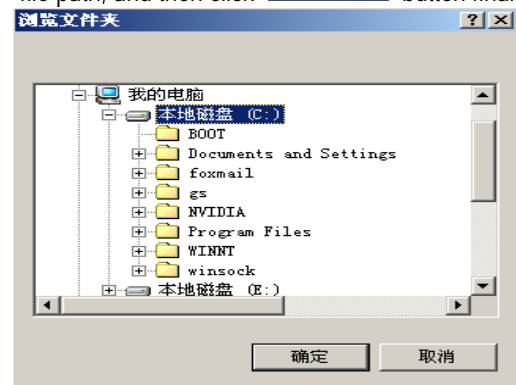 浏览文件夹
我的电脑
本地磁盘 (C:)
BOOT
Documents and Settings
foxmail
gs
NVIDIA
Program Files
WINNT
winsock
本地磁盘 (E:)
确定 取消